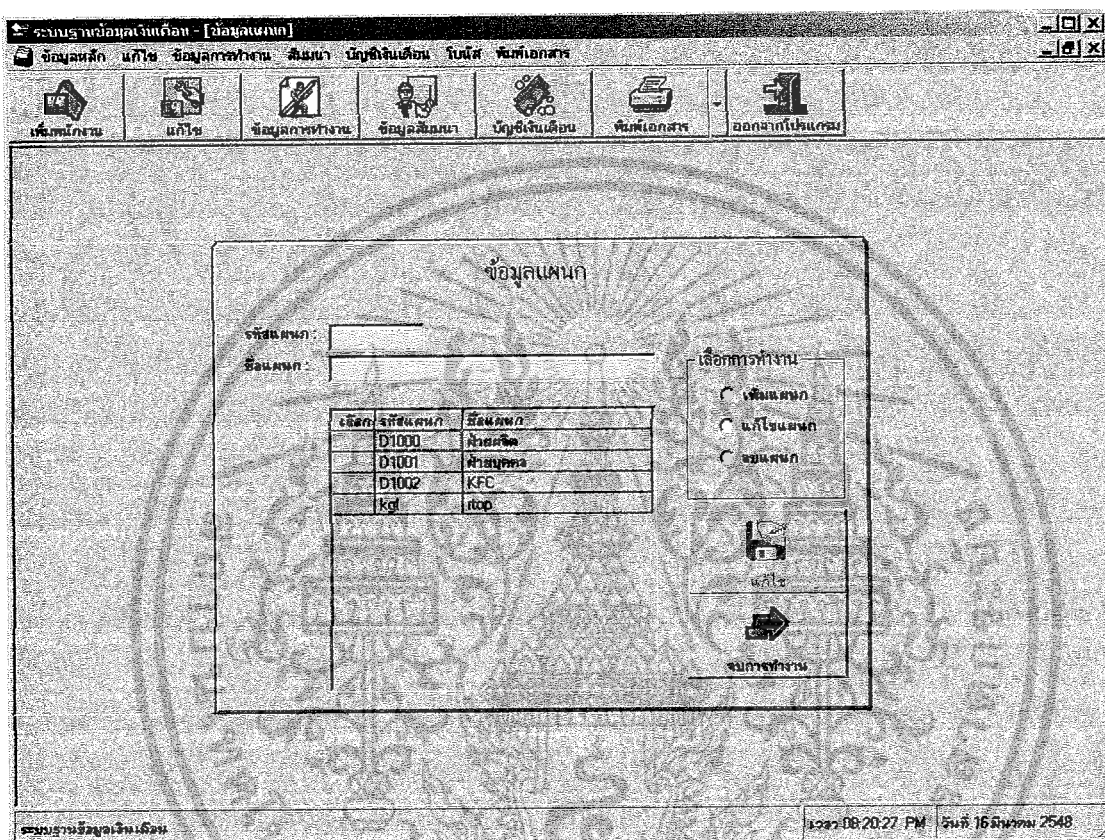 ระบบฐานข้อมูลเงินเดือน - [ข้อมูลแผนก]
ข้อมูลหลัก แก้ไข ข้อมูลการทำงาน สัมมนา บัญชีเงินเดือน โบนัส พิมพ์เอกสาร
เพิ่มพนักงาน แก้ไข ข้อมูลการทำงาน ข้อมูลสัมมนา บัญชีเงินเดือน พิมพ์เอกสาร ออกจากโปรแกรม
ข้อมูลแผนก
รหัสแผนก :
ชื่อแผนก :
เลือกการทำงาน
เพิ่มแผนก
แก้ไขแผนก
ลบแผนก
เลือก รหัสแผนก ชื่อแผนก
D1000 ฝ่ายผลิต
D1001 ฝ่ายบุคคล
D1002 KFC
kgl rtop
แก้ไข
จบการทำงาน
ระบบฐานข้อมูลเงินเดือน
เวลา 08:20:27 PM วันที่ 16 มีนาคม 2548